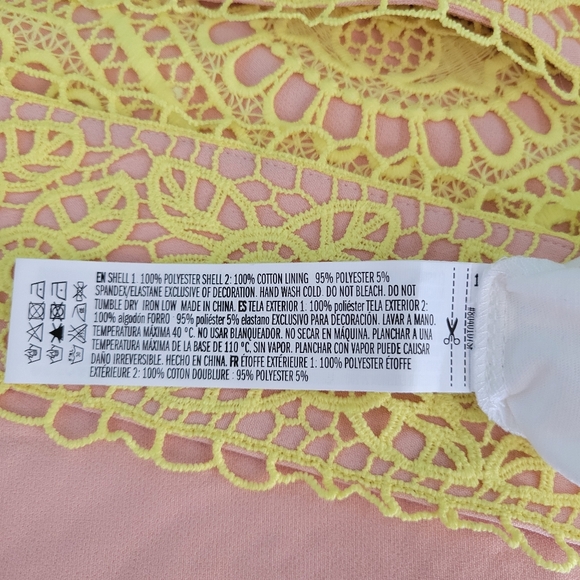 EN SHELL 1. 100% POLYESTER SHELL 2: 100% COTTON LINING 95% POLYESTER 5%
SPANDEX/ELASTANE EXCLUSIVE OF DECORATION. HAND WASH COLD. DO NOT BLEACH. DO NOT
TUMBLE DRY IRON LOW MADE IN CHINA. ES TELA EXTERIOR 1. 100% POLIÉSTER TELA EXTERIOR 2:
100% algodón FORRO 95% poliéster 5% elastano EXCLUSIVO PARA DECORACIÓN. LAVAR A MANO.
TEMPERATURA MÁXIMA 40 °C. NO USAR BLANQUEADOR. NO SECAR EN MÁQUINA. PLANCHAR A UNA
TEMPERATURA MÁXIMA DE LA BASE DE 110 °C. SIN VAPOR. PLANCHAR CON VAPOR PUEDE CAUSAR
DAÑO IRREVERSIBLE. HECHO EN CHINA. FR ÉTOFFE EXTÉRIEURE 1. 100% POLYESTER ÉTOFFE
EXTÉRIEURE 2: 100% COTON DOUBLURE : 95% POLYESTER 5%
1